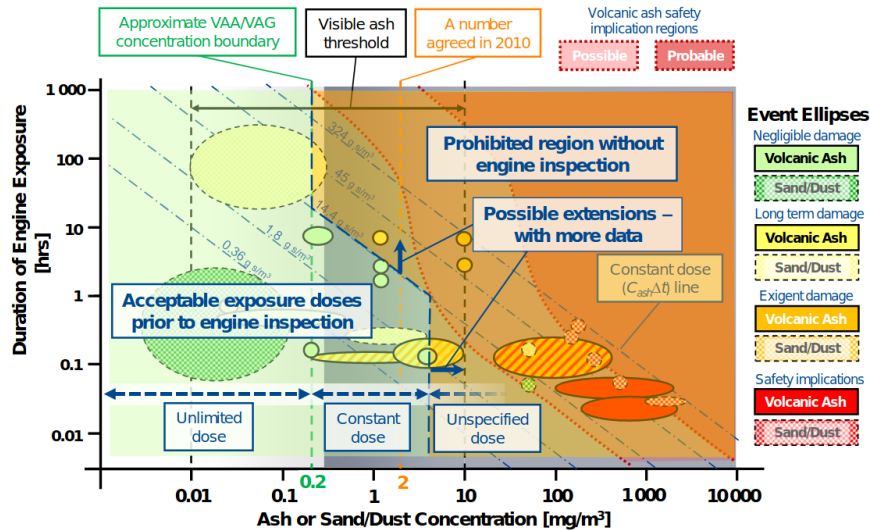 Approximate VAA/VAG
concentration boundary
Visible ash
threshold
A number
agreed in 2010
Volcanic ash safety
implication regions
Possible
Probable
Duration of Engine Exposure
[hrs]
1 000
100
10
1
0.1
0.01
324 g s/m³
45 g s/m³
14.4 g s/m³
1.8 g s/m³
0.36 g s/m³
Prohibited region without
engine inspection
Possible extensions –
with more data
Constant dose
(CashΔt) line
Acceptable exposure doses
prior to engine inspection
Unlimited
dose
Constant
dose
Unspecified
dose
0.01
0.1
0.2
1
2
10
100
1 000
10 000
Ash or Sand/Dust Concentration [mg/m³]
Event Ellipses
Negligible damage
Volcanic Ash
Sand/Dust
Long term damage
Volcanic Ash
Sand/Dust
Exigent damage
Volcanic Ash
Sand/Dust
Safety implications
Volcanic Ash
Sand/Dust